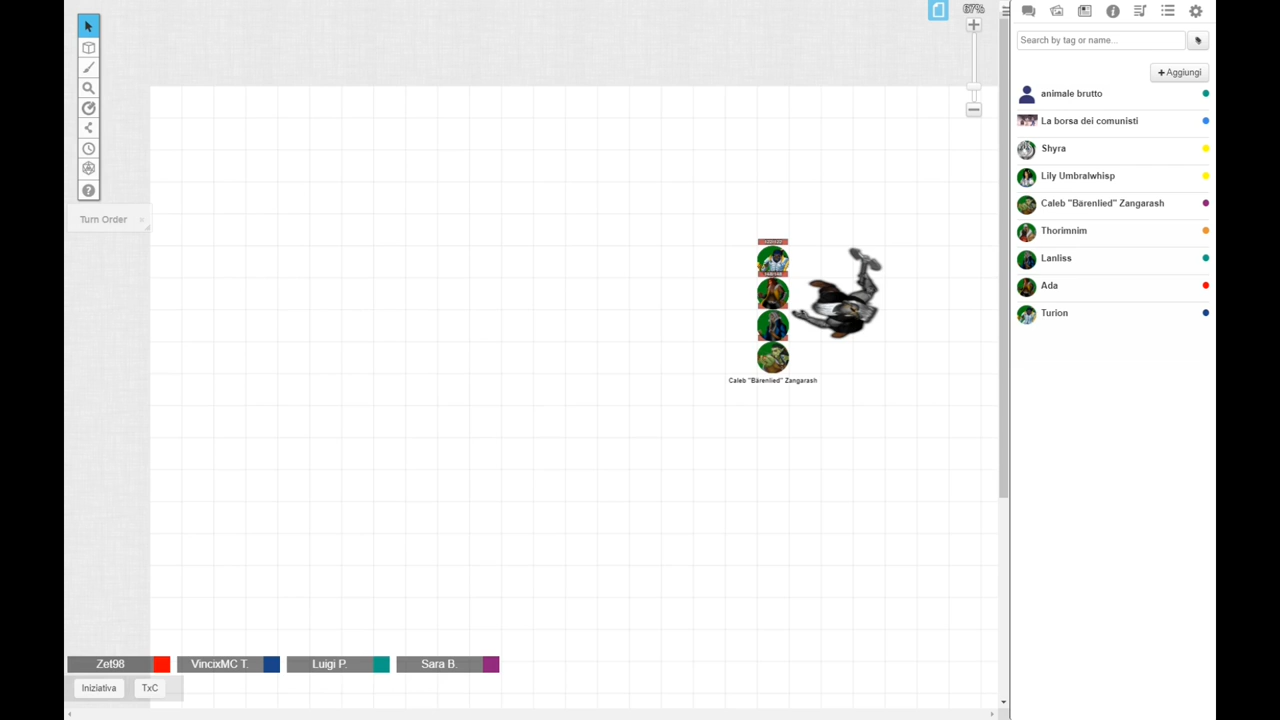 67%
Search by tag or name...
+ Aggiungi
animale brutto
La borsa dei comunisti
Shyra
Lily Umbralwhisp
Caleb "Bärenlied" Zangarash
Thorimnim
Lanliss
Ada
Turion
Turn Order
Caleb "Bärenlied" Zangarash
Zet98
VincixMC T.
Luigi P.
Sara B.
Iniziativa
TxC